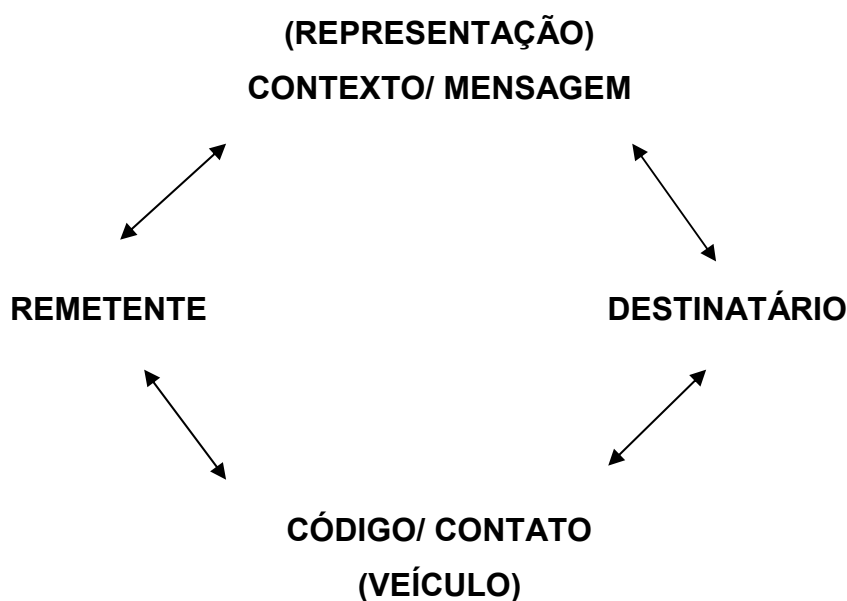 (REPRESENTAÇÃO)
CONTEXTO/ MENSAGEM
REMETENTE
DESTINATÁRIO
CÓDIGO/ CONTATO
(VEÍCULO)